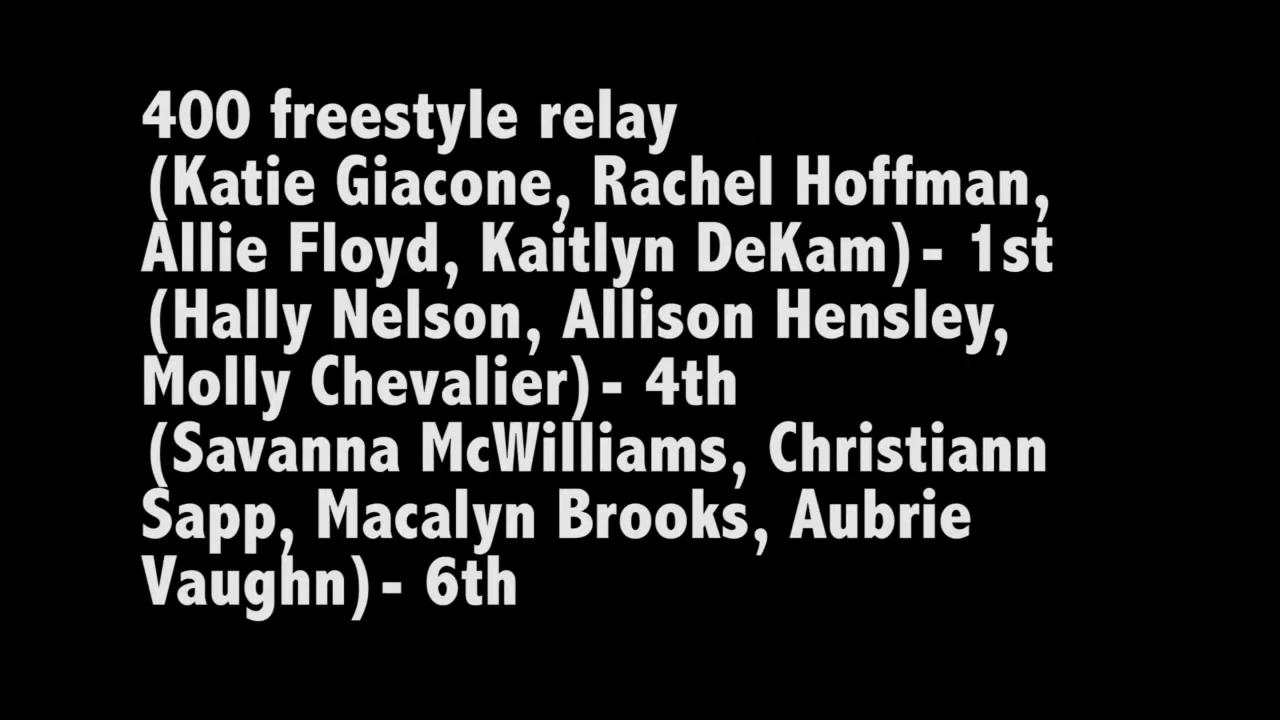 400 freestyle relay
(Katie Giacone, Rachel Hoffman,
Allie Floyd, Kaitlyn DeKam) - 1st
(Hally Nelson, Allison Hensley,
Molly Chevalier) - 4th
(Savanna McWilliams, Christiann
Sapp, Macalyn Brooks, Aubrie
Vaughn) - 6th